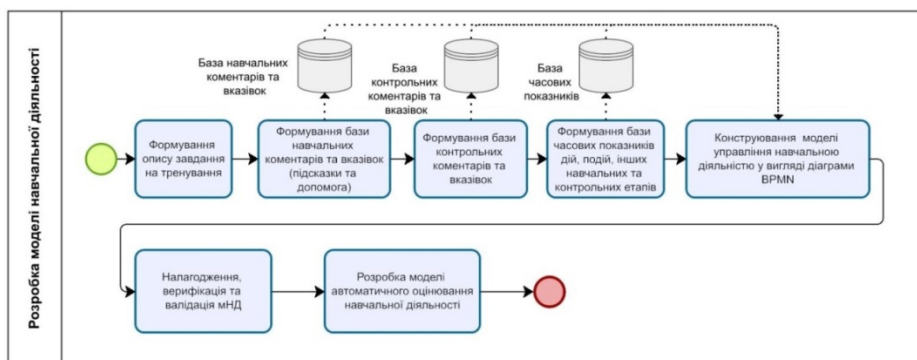 Розробка моделі навчальної діяльності
База навчальних
коментарів та
вказівок
База
контрольних
коментарів та
вказівок
База
часових
показників
Формування
опису завдання
на тренування
Формування бази
навчальних
коментарів та вказівок
(підсказки та
допомога)
Формування бази
контрольних
коментарів та
вказівок
Формування бази
часових показників
дій, подій, інших
навчальних та
контрольних етапів
Конструювання моделі
управління навчальною
діяльністю у вигляді діаграми
BPMN
Налагодження,
верифікація та
валідація мНД
Розробка моделі
автоматичного оцінювання
навчальної діяльності